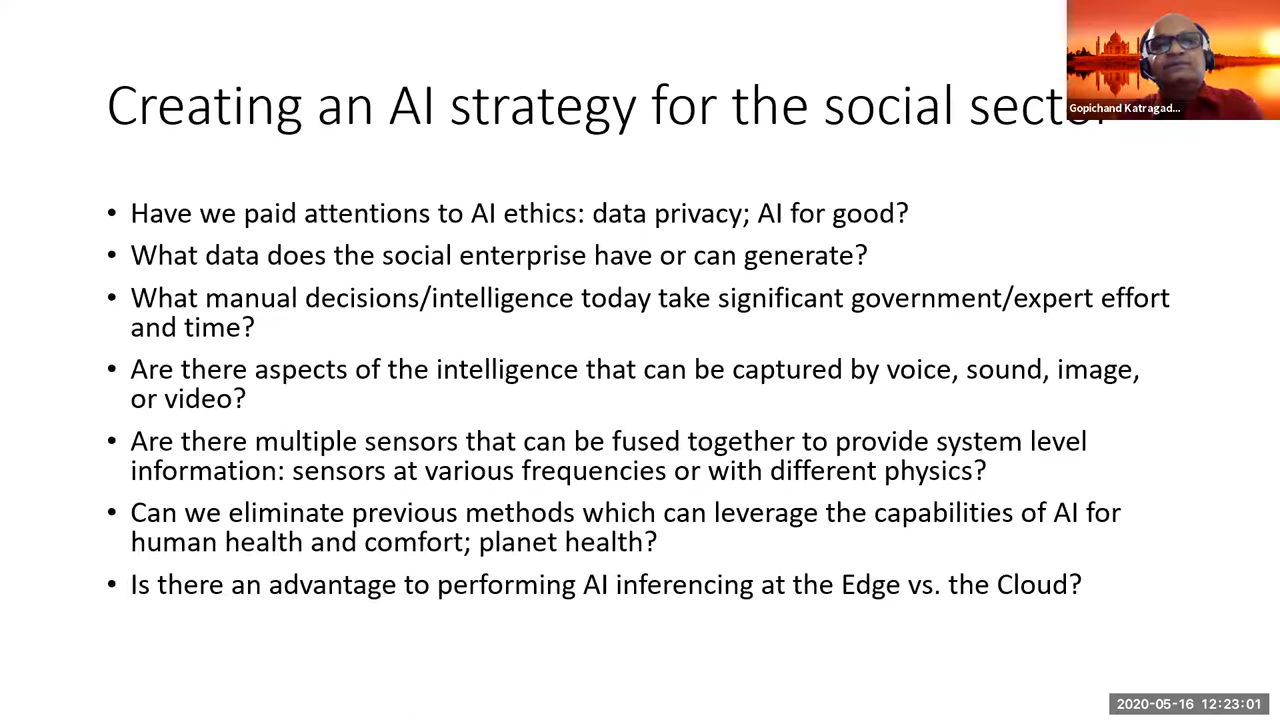 Creating an AI strategy for the social sector
Gopichand Katragad...
• Have we paid attentions to AI ethics: data privacy; AI for good?
• What data does the social enterprise have or can generate?
• What manual decisions/intelligence today take significant government/expert effort
and time?
• Are there aspects of the intelligence that can be captured by voice, sound, image,
or video?
• Are there multiple sensors that can be fused together to provide system level
information: sensors at various frequencies or with different physics?
• Can we eliminate previous methods which can leverage the capabilities of AI for
human health and comfort; planet health?
• Is there an advantage to performing AI inferencing at the Edge vs. the Cloud?
2020-05-16 12:23:01